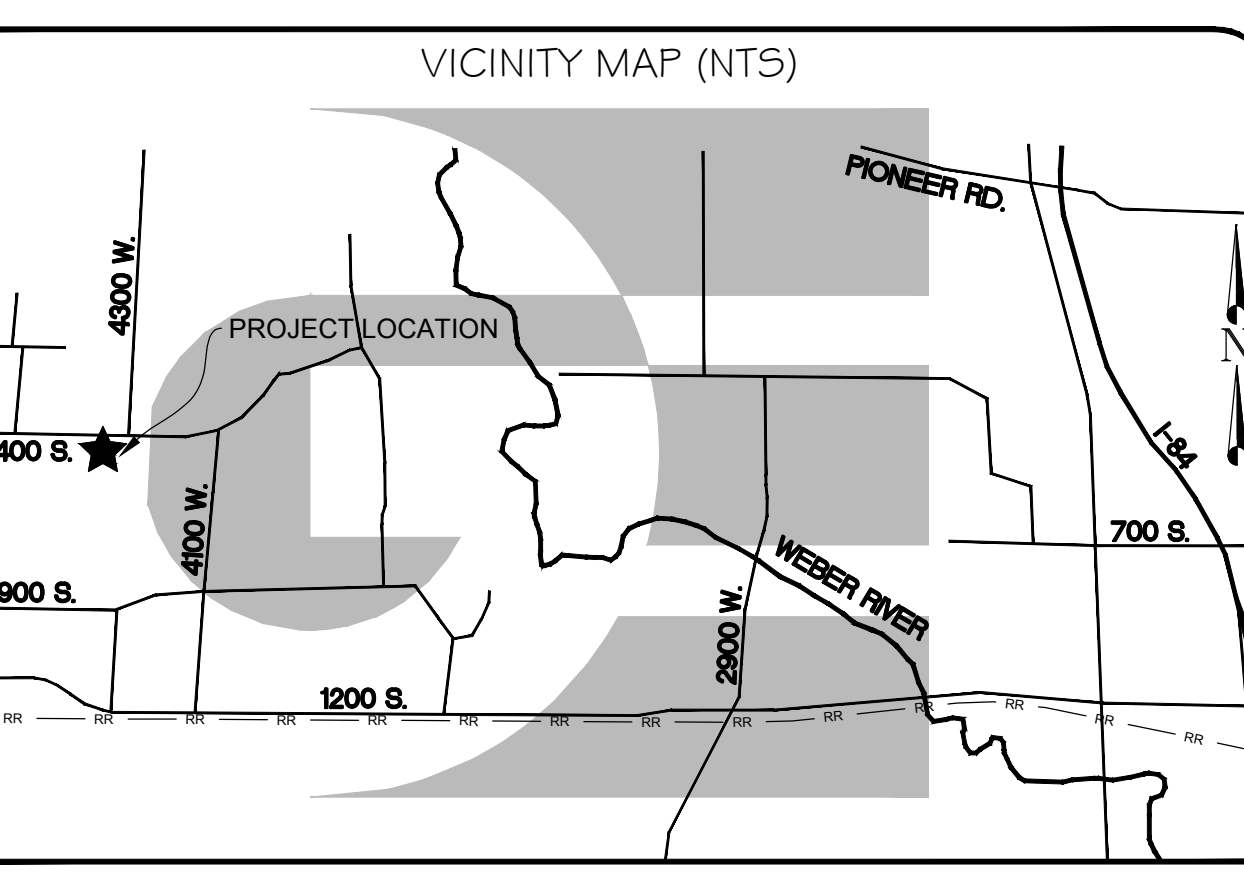 VICINITY MAP (NTS)
PIONEER RD.
4300 W.
PROJECT LOCATION
400 S.
I-84
4100 W.
700 S.
900 S.
WEBER RIVER
2900 W.
1200 S.
RR RR RR RR RR RR RR RR RR RR RR RR RR RR
N